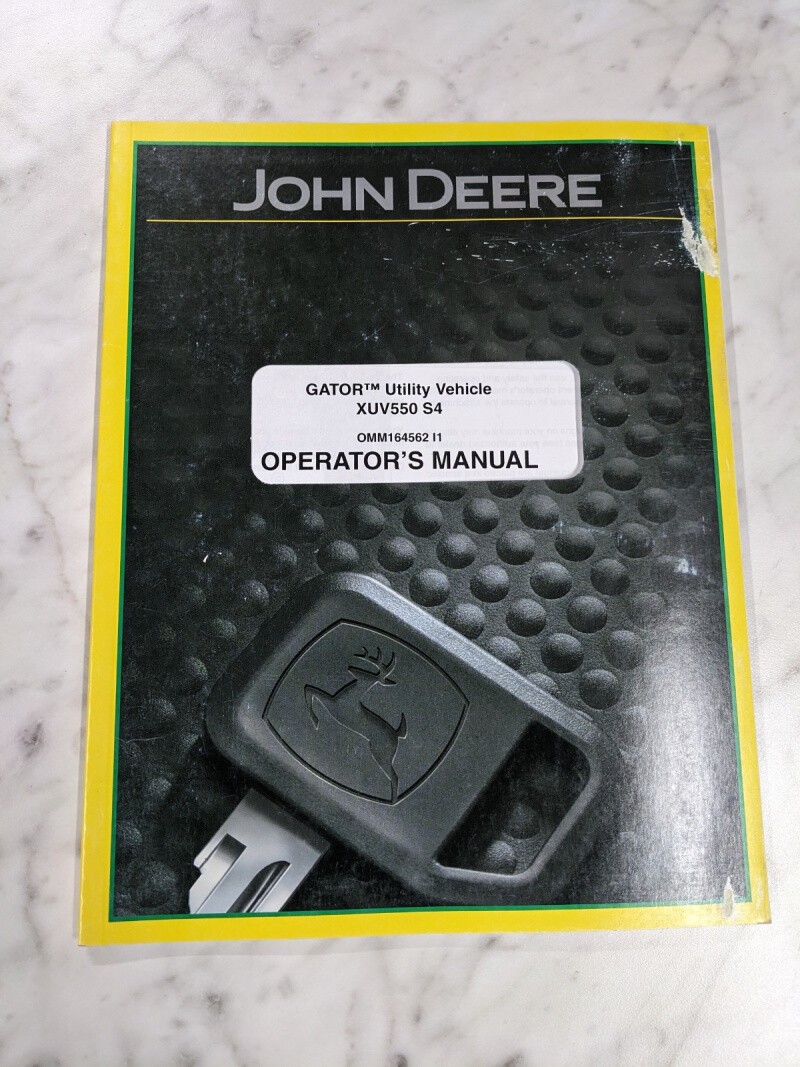 JOHN DEERE
GATOR™ Utility Vehicle
XUV550 S4
OMM164562 I1
OPERATOR'S MANUAL